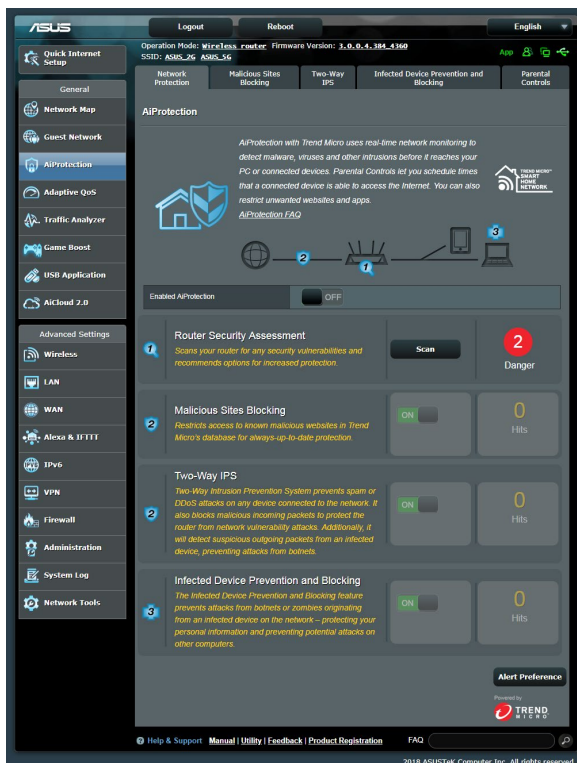 ASUS
Logout
Reboot
English
Quick Internet
Setup
Operation Mode: Wireless router Firmware Version: 3.0.0.4.384_4360
SSID: ASUS_2G ASUS_5G
App
General
Network Map
Guest Network
AiProtection
Adaptive QoS
Traffic Analyzer
Game Boost
USB Application
AiCloud 2.0
Advanced Settings
Wireless
LAN
WAN
Alexa & IFTTT
IPv6
VPN
Firewall
Administration
System Log
Network Tools
Network
Protection
Malicious Sites
Blocking
Two-Way
IPS
Infected Device Prevention and
Blocking
Parental
Controls
AiProtection
AiProtection with Trend Micro uses real-time network monitoring to
detect malware, viruses and other intrusions before it reaches your
PC or connected devices. Parental Controls let you schedule times
that a connected device is able to access the Internet. You can also
restrict unwanted websites and apps.
AiProtection FAQ
TREND MICRO™
SMART
HOME
NETWORK
2
1
3
Enabled AiProtection
OFF
1
Router Security Assessment
Scans your router for any security vulnerabilities and
recommends options for increased protection.
Scan
2
Danger
2
Malicious Sites Blocking
Restricts access to known malicious websites in Trend
Micro's database for always-up-to-date protection.
ON
0
Hits
2
Two-Way IPS
Two-Way Intrusion Prevention System prevents spam or
DDoS attacks on any device connected to the network. It
also blocks malicious incoming packets to protect the
router from network vulnerability attacks. Additionally, it
will detect suspicious outgoing packets from an infected
device, preventing attacks from botnets.
ON
0
Hits
3
Infected Device Prevention and Blocking
The Infected Device Prevention and Blocking feature
prevents attacks from botnets or zombies originating
from an infected device on the network – protecting your
personal information and preventing potential attacks on
other computers.
ON
0
Hits
Alert Preference
Powered by
TREND
MICRO
Help & Support
Manual | Utility | Feedback | Product Registration
FAQ
2018 ASUSTeK Computer Inc. All rights reserved